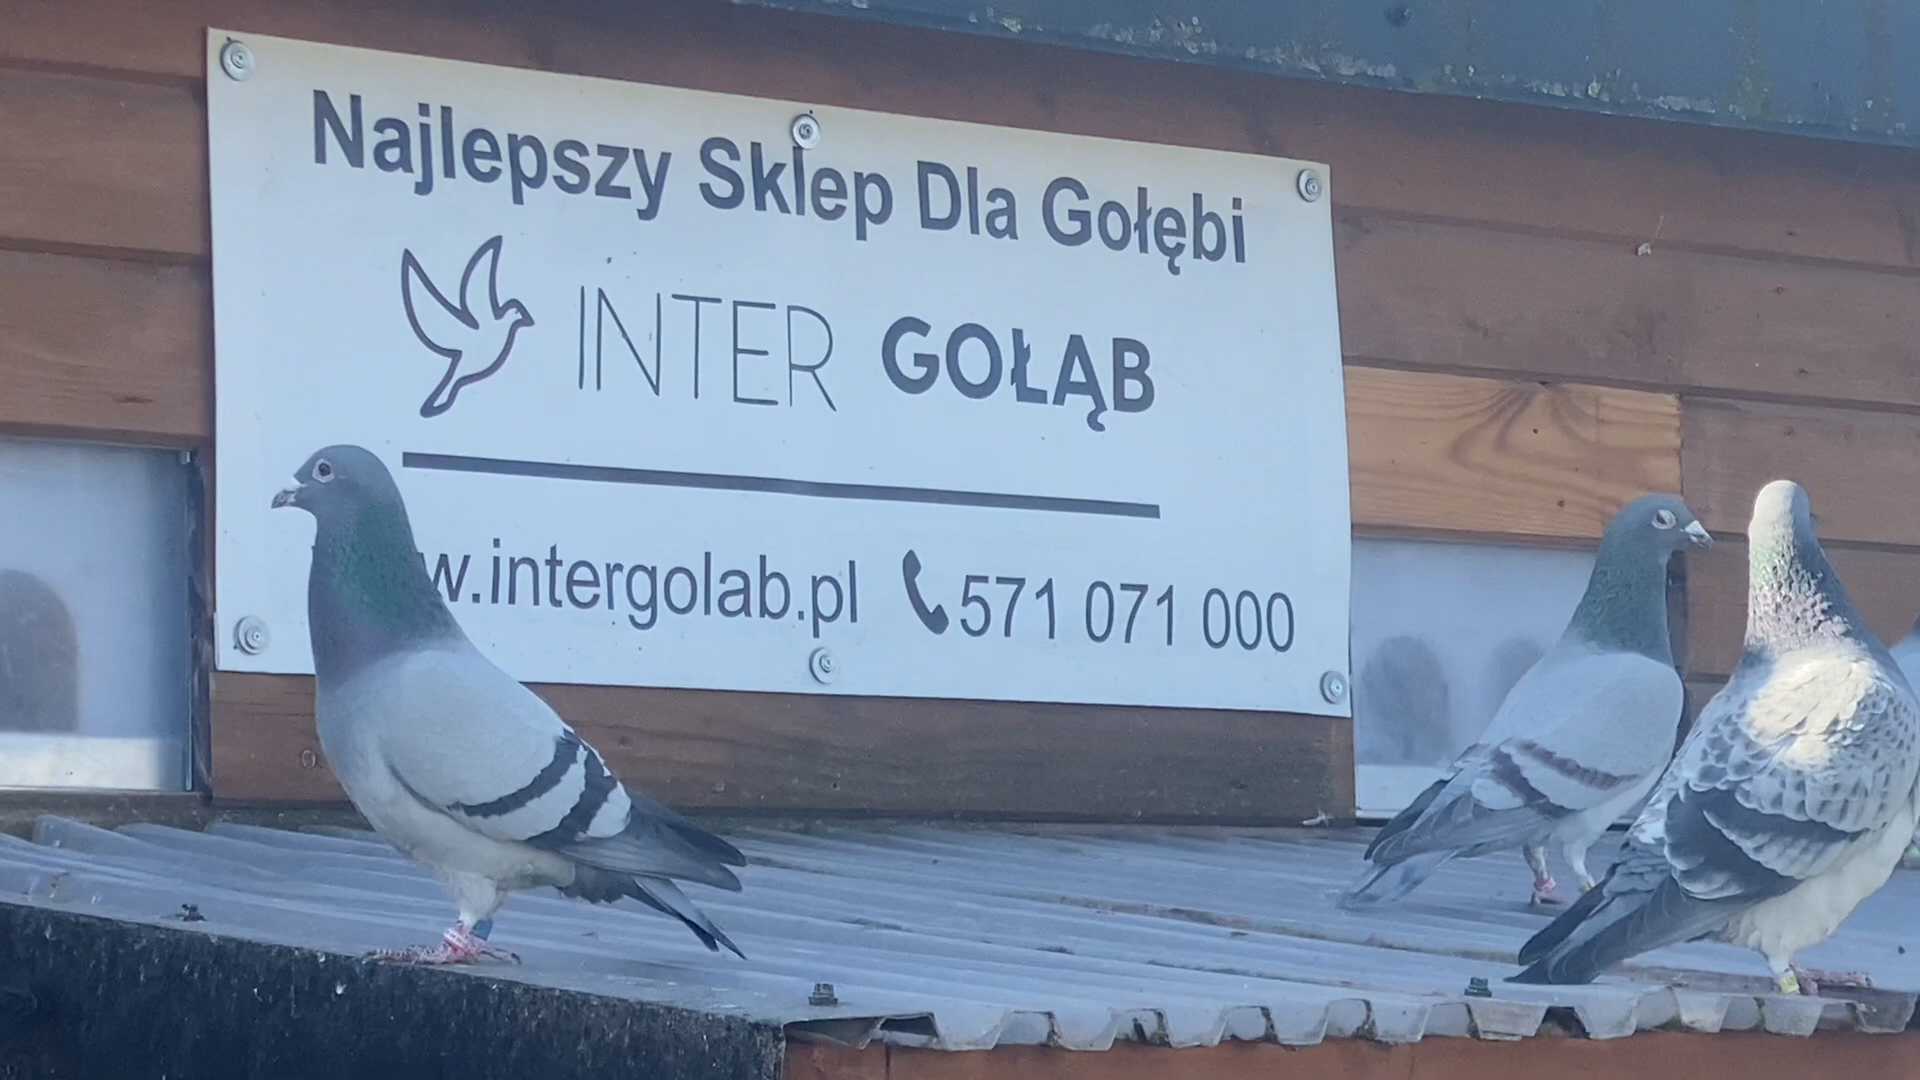 Najlepszy Sklep Dla Gołębi
INTER GOŁĄB
w.intergolab.pl 571 071 000